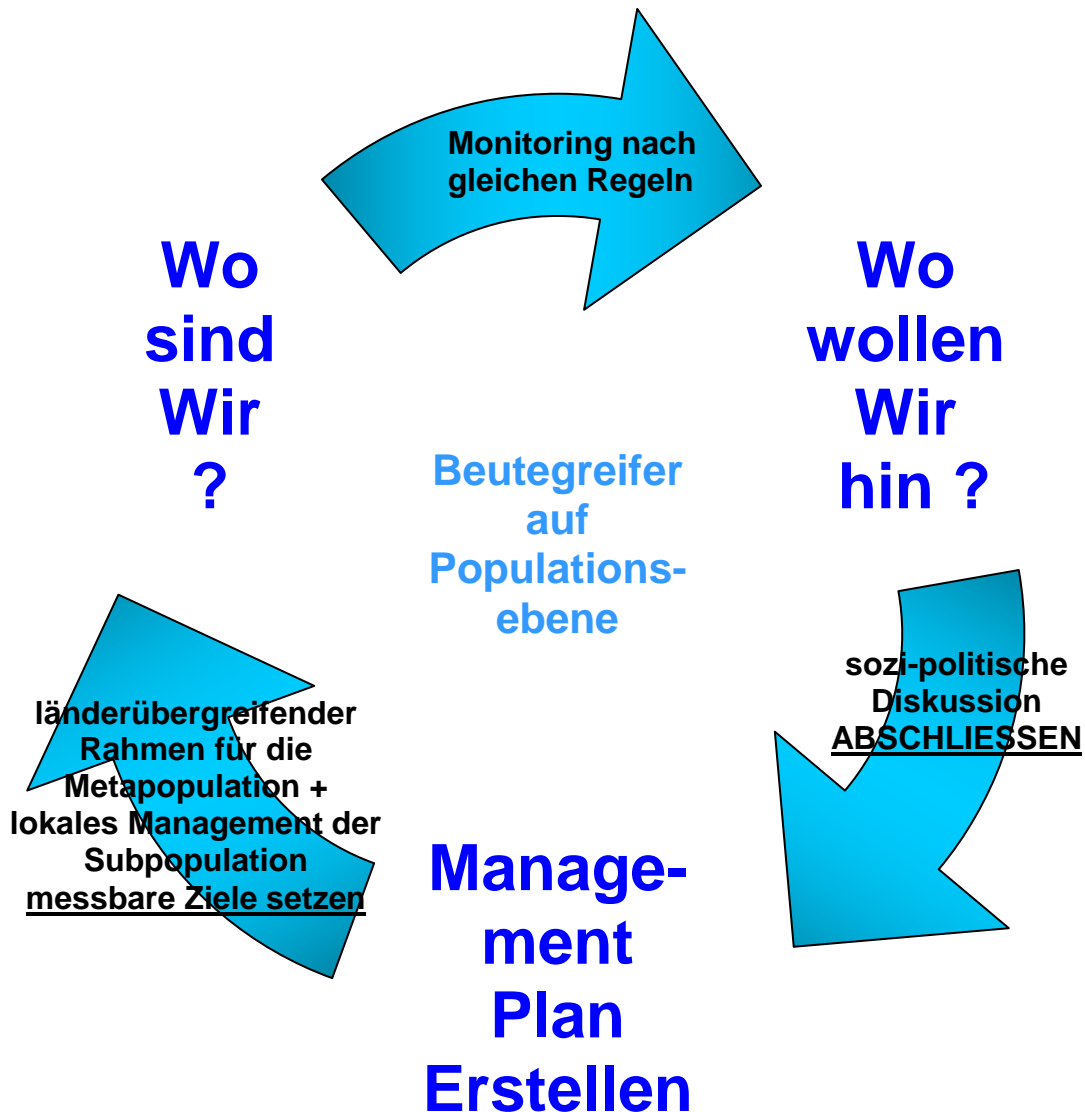 Monitoring nach
gleichen Regeln
Wo
sind
Wir
?
Wo
wollen
Wir
hin ?
Beutegreifer
auf
Populations-
ebene
sozi-politische
Diskussion
ABSCHLIESSEN
länderübergreifender
Rahmen für die
Metapopulation +
lokales Management der
Subpopulation
messbare Ziele setzen
Manage-
ment
Plan
Erstellen